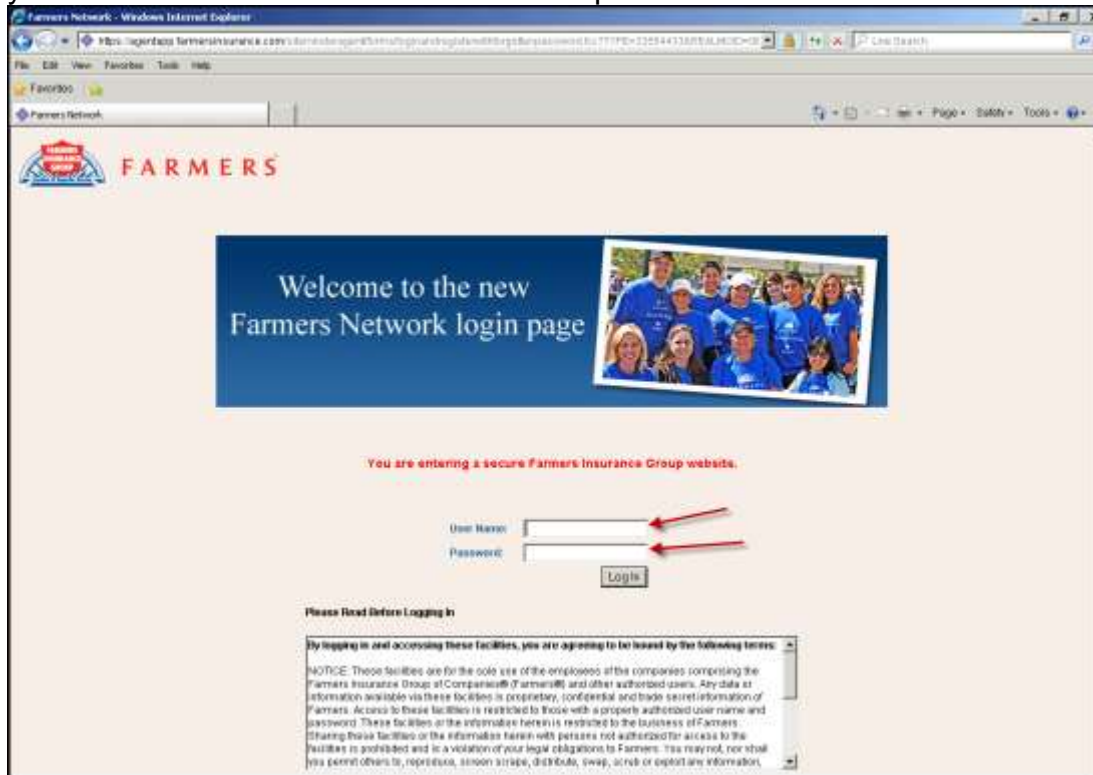 Farmers Network - Windows Internet Explorer
File Edit View Favorites Tools Help
Favorites
Farmers Network
Page Safety Tools
FARMERS
Welcome to the new
Farmers Network login page
You are entering a secure Farmers Insurance Group website.
User Name:
Password:
Log In
Please Read Before Logging In
By logging in and accessing these facilities, you are agreeing to be bound by the following terms:
NOTICE: These facilities are for the sole use of the employees of the companies comprising the
Farmers Insurance Group of Companies® (Farmers®) and other authorized users. Any data or
information available via these facilities is proprietary, confidential and trade secret information of
Farmers. Access to these facilities is restricted to those with a properly authorized user name and
password. These facilities or the information herein is restricted to the business of Farmers.
Sharing these facilities or the information herein with persons not authorized for access to the
facilities is prohibited and is a violation of your legal obligations to Farmers. You may not, nor shall
you permit others to, reproduce, screen scrape, distribute, swap, scrub or exploit any information,